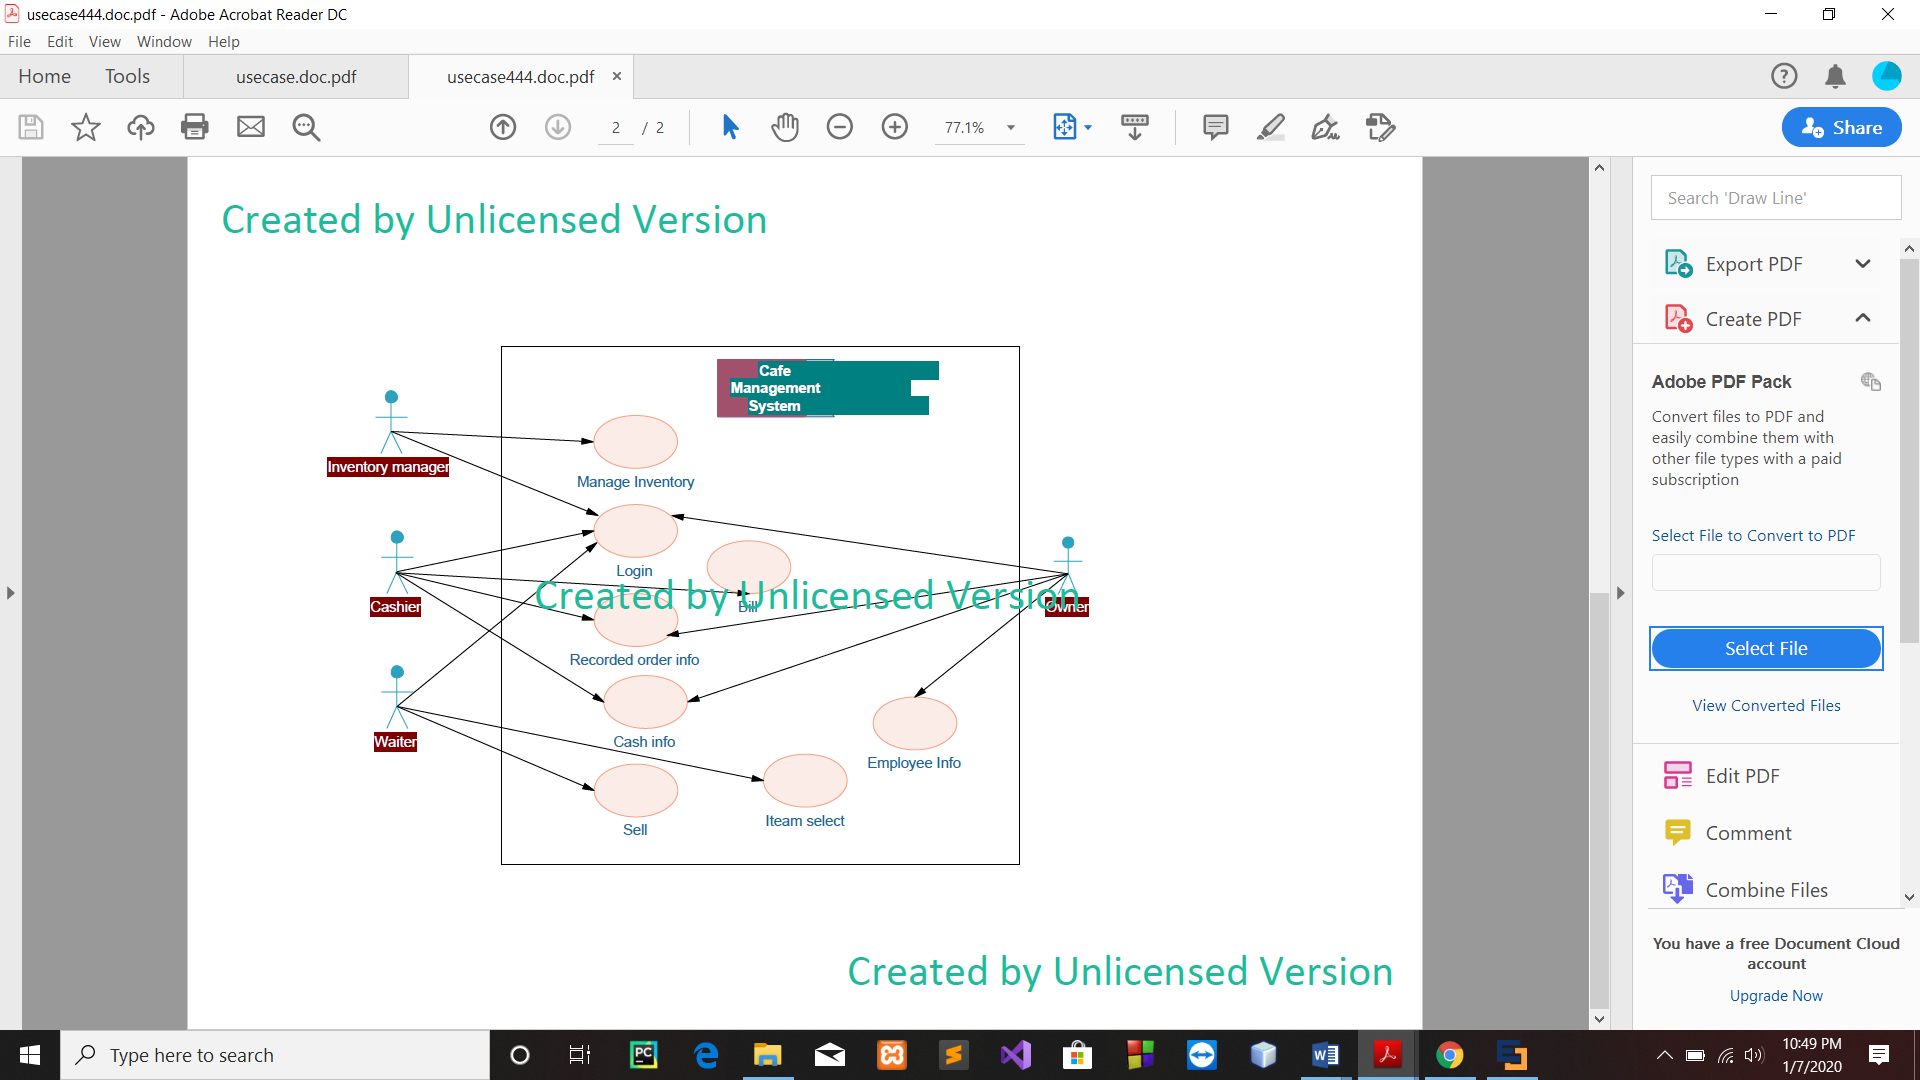 usecase444.doc.pdf - Adobe Acrobat Reader DC
File Edit View Window Help
Home Tools usecase.doc.pdf usecase444.doc.pdf
2 / 2 77.1% Share
Created by Unlicensed Version
Cafe
Management
System
Inventory manager
Manage Inventory
Login
Created by Unlicensed Version
Bill
Cashier
Owner
Recorded order info
Waiter
Cash info
Employee Info
Iteam select
Sell
Created by Unlicensed Version
Search 'Draw Line'
Export PDF
Create PDF
Adobe PDF Pack
Convert files to PDF and
easily combine them with
other file types with a paid
subscription
Select File to Convert to PDF
Select File
View Converted Files
Edit PDF
Comment
Combine Files
You have a free Document Cloud
account
Upgrade Now
Type here to search
PC
10:49 PM
1/7/2020